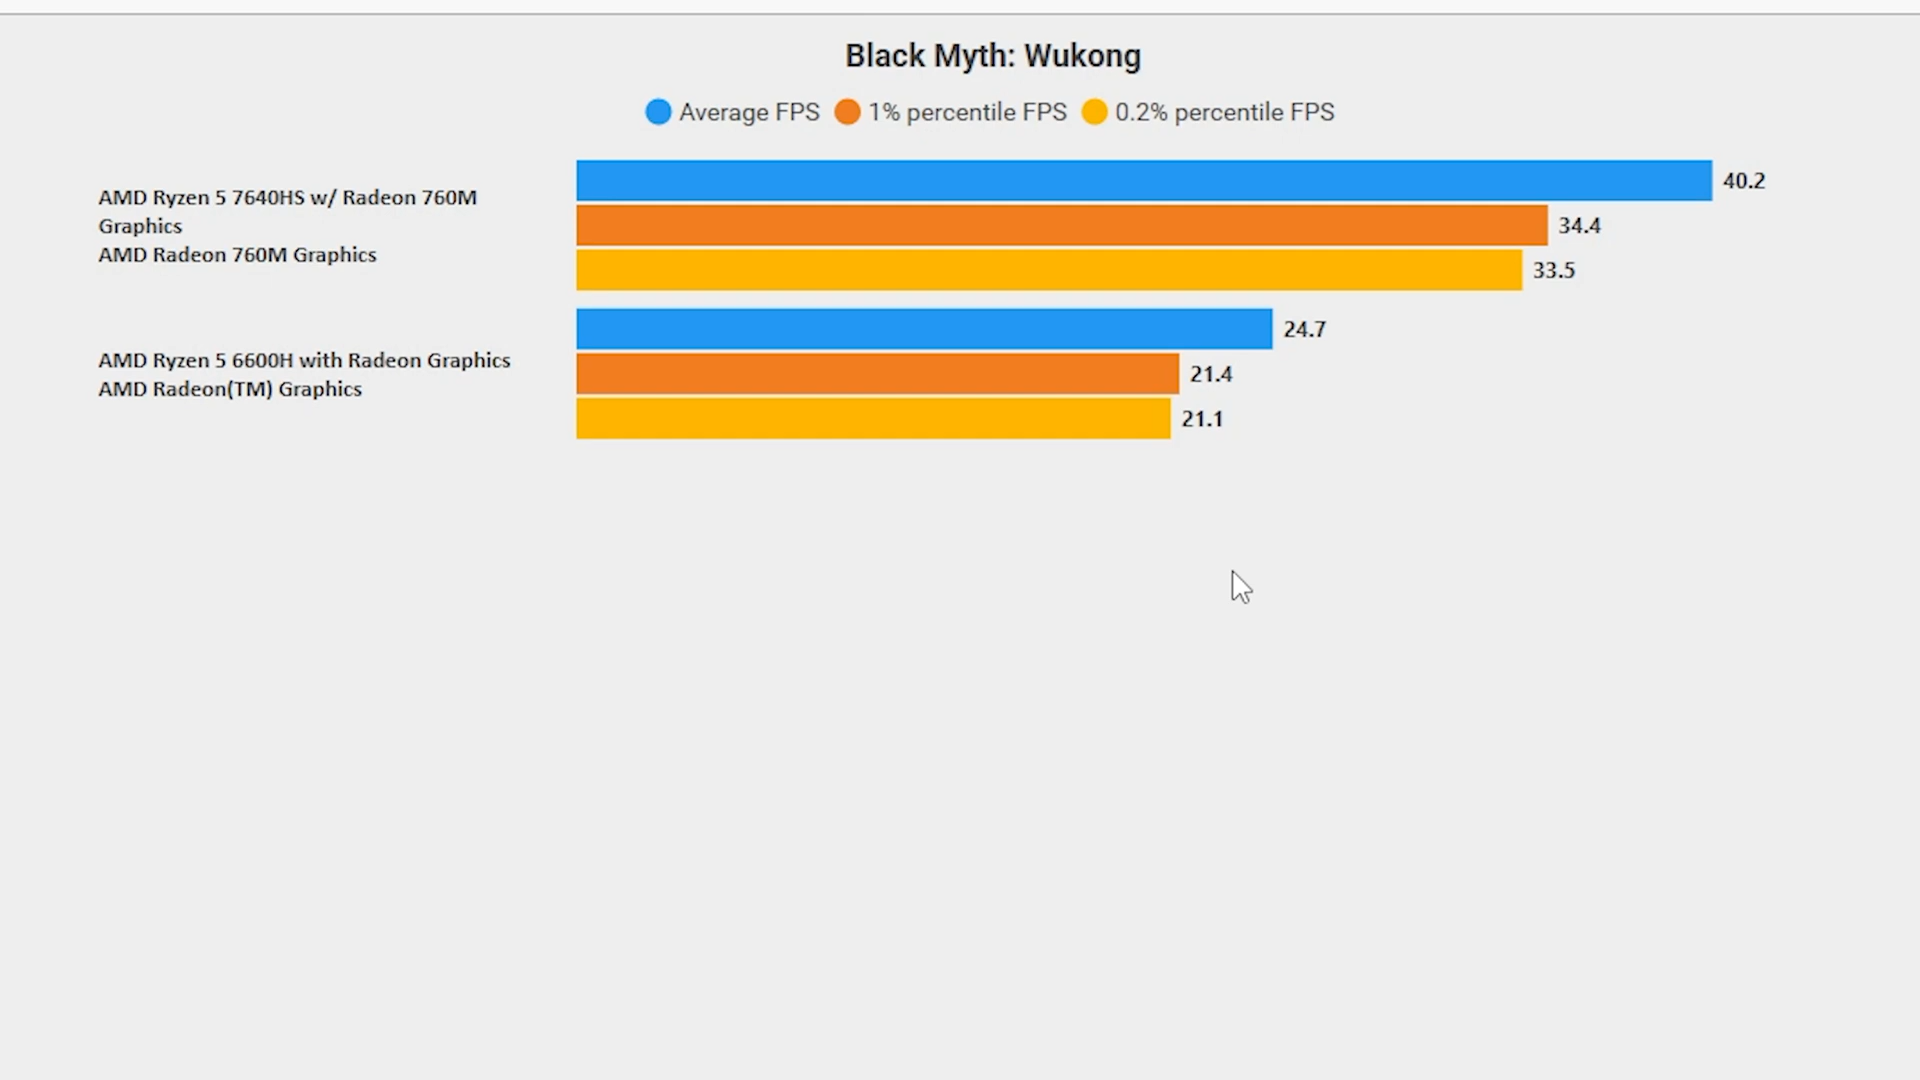 Black Myth: Wukong
Average FPS 1% percentile FPS 0.2% percentile FPS
AMD Ryzen 5 7640HS w/ Radeon 760M
Graphics
AMD Radeon 760M Graphics
40.2
34.4
33.5
AMD Ryzen 5 6600H with Radeon Graphics
AMD Radeon(TM) Graphics
24.7
21.4
21.1